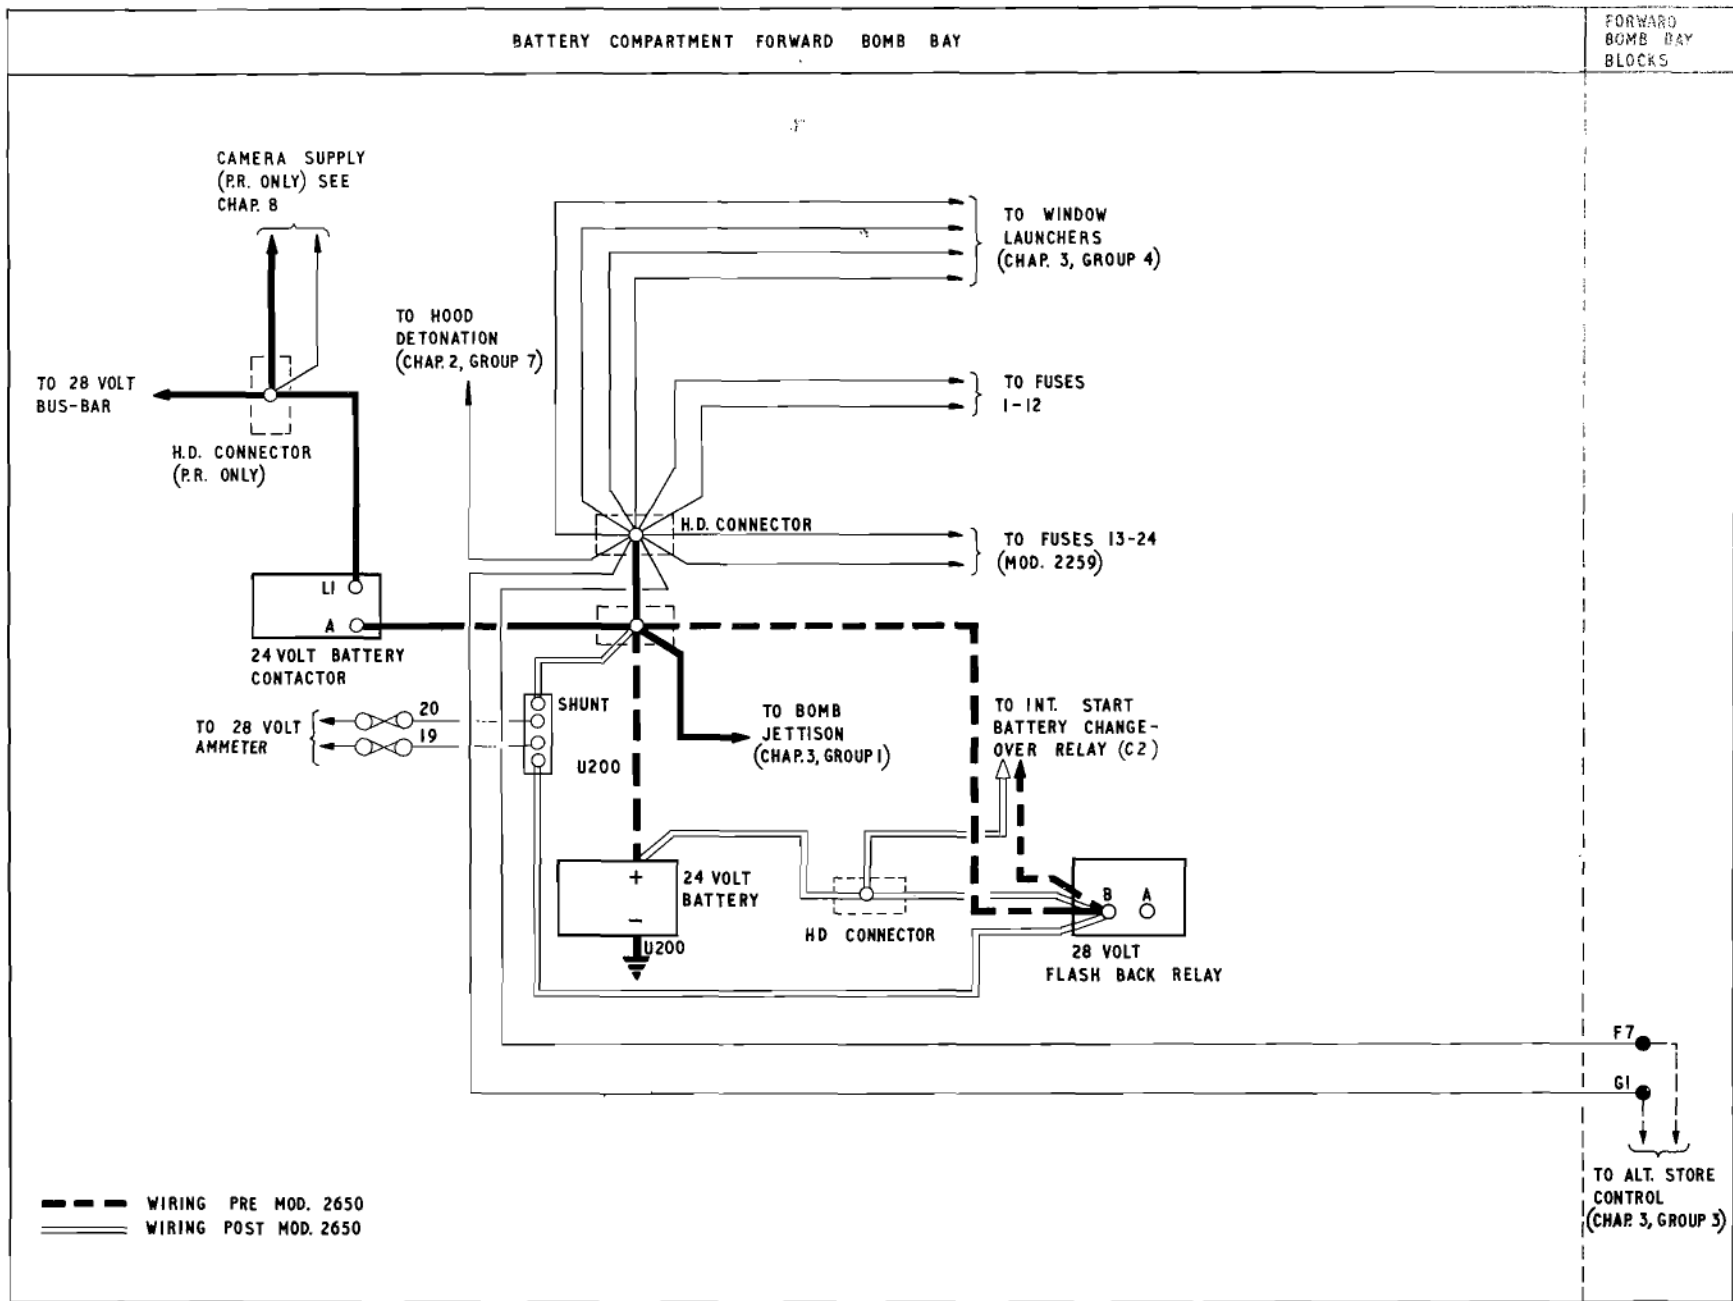 BATTERY COMPARTMENT FORWARD BOMB BAY
FORWARD
BOMB BAY
BLOCKS
CAMERA SUPPLY
(P.R. ONLY) SEE
CHAP. 8
TO WINDOW
LAUNCHERS
(CHAP. 3, GROUP 4)
TO HOOD
DETONATION
(CHAP. 2, GROUP 7)
TO 28 VOLT
BUS-BAR
TO FUSES
1-12
H.D. CONNECTOR
(P.R. ONLY)
H.D. CONNECTOR
TO FUSES 13-24
(MOD. 2259)
L1
A
24 VOLT BATTERY
CONTACTOR
SHUNT
20
19
TO 28 VOLT
AMMETER
U200
TO BOMB
JETTISON
(CHAP. 3, GROUP 1)
TO INT. START
BATTERY CHANGE-
OVER RELAY (C2)
+
-
24 VOLT
BATTERY
U200
HD CONNECTOR
B A
28 VOLT
FLASH BACK RELAY
F7
G1
TO ALT. STORE
CONTROL
(CHAP. 3, GROUP 3)
WIRING PRE MOD. 2650
WIRING POST MOD. 2650